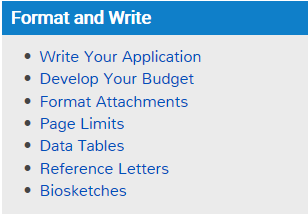 Format and Write
Write Your Application
Develop Your Budget
Format Attachments
Page Limits
Data Tables
Reference Letters
Biosketches